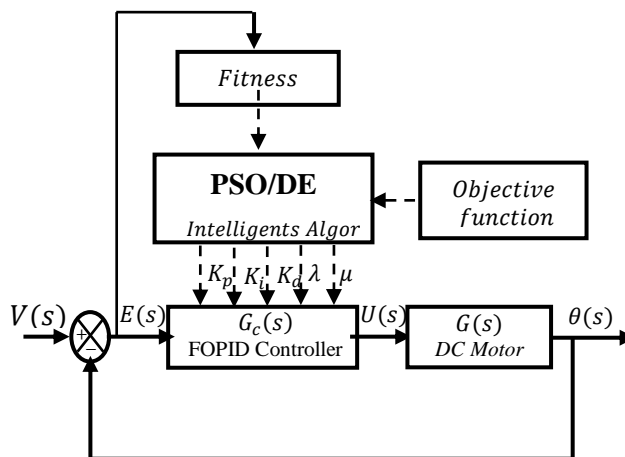 Fitness
PSO/DE
Intelligents Algor
Objective
function
K_p K_i K_d λ μ
V(s)
+
−
E(s)
G_c(s)
FOPID Controller
U(s)
G(s)
DC Motor
θ(s)